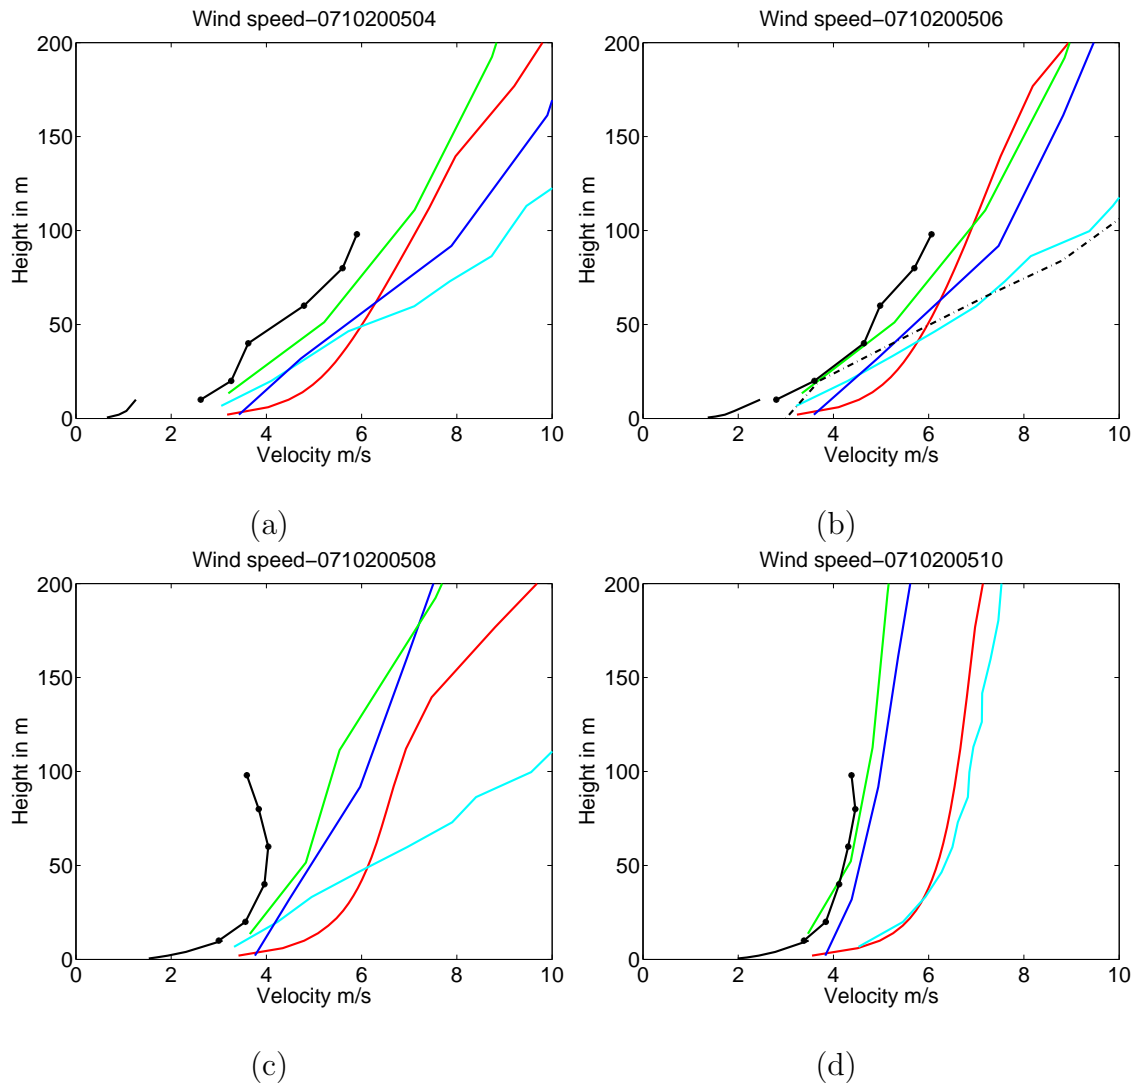 Wind speed–0710200504
200
150
100
50
0
Height in m
0 2 4 6 8 10
Velocity m/s
(a)
Wind speed–0710200506
200
150
100
50
0
Height in m
0 2 4 6 8 10
Velocity m/s
(b)
Wind speed–0710200508
200
150
100
50
0
Height in m
0 2 4 6 8 10
Velocity m/s
(c)
Wind speed–0710200510
200
150
100
50
0
Height in m
0 2 4 6 8 10
Velocity m/s
(d)